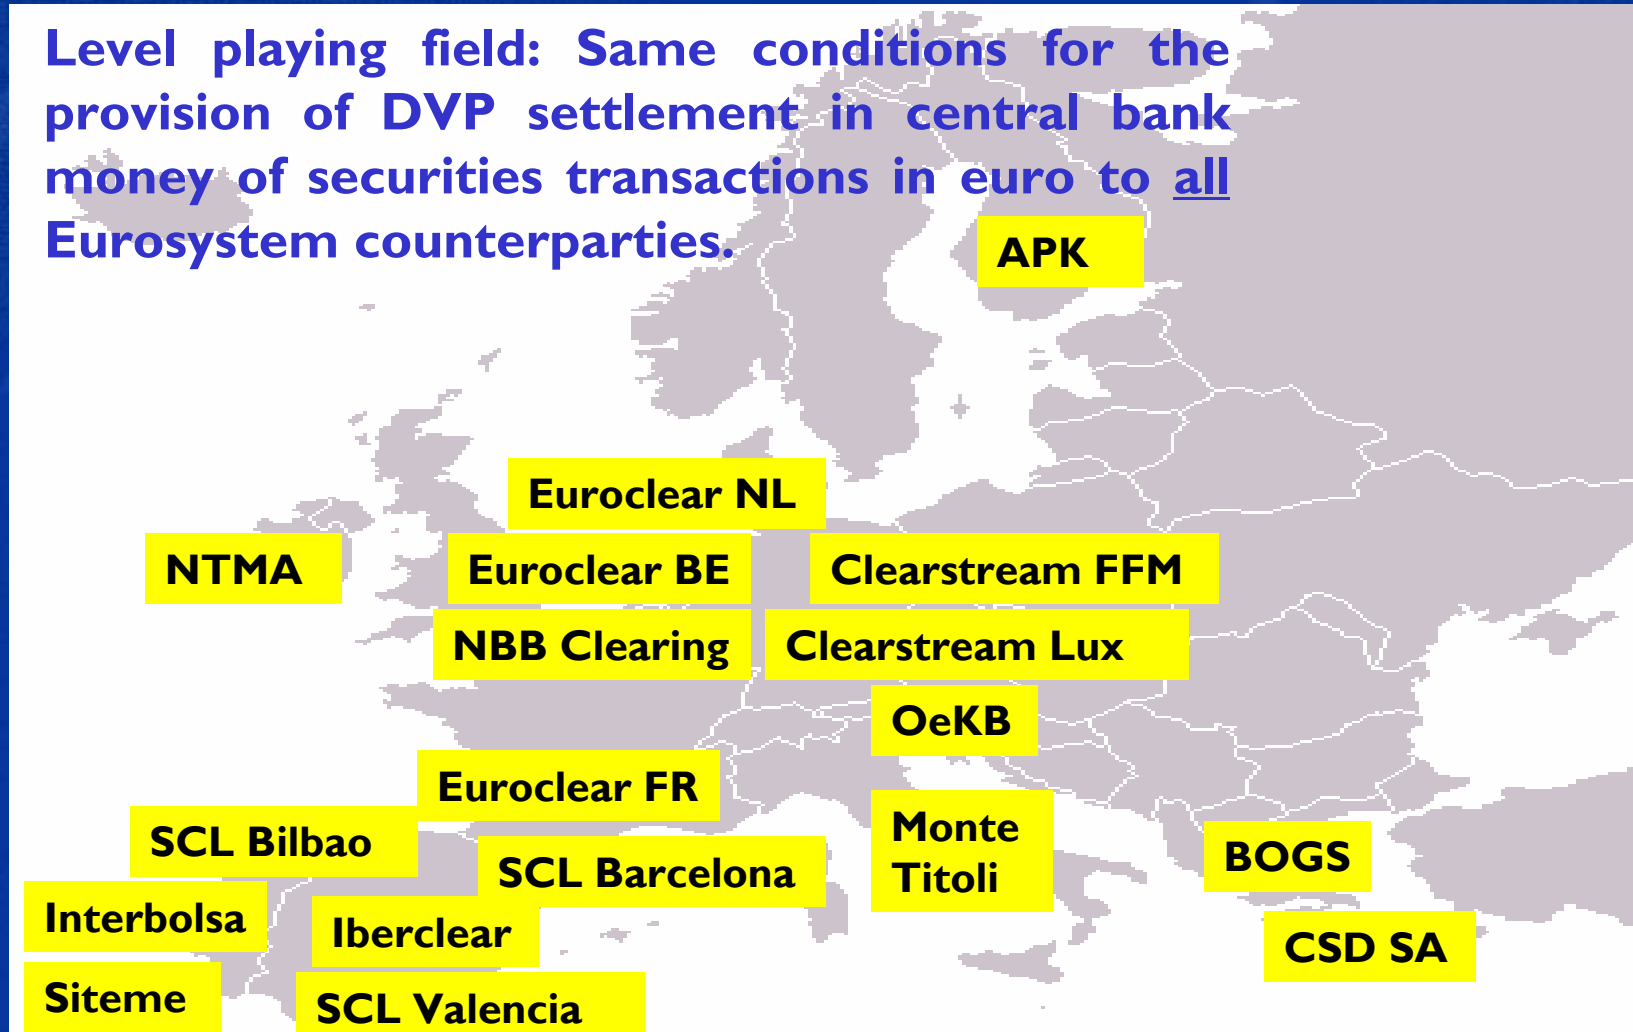 Level playing field: Same conditions for the
provision of DVP settlement in central bank
money of securities transactions in euro to all
Eurosystem counterparties.
APK
Euroclear NL
NTMA
Euroclear BE
Clearstream FFM
NBB Clearing
Clearstream Lux
OeKB
Euroclear FR
SCL Bilbao
Monte
Titoli
SCL Barcelona
BOGS
Interbolsa
Iberclear
CSD SA
Siteme
SCL Valencia